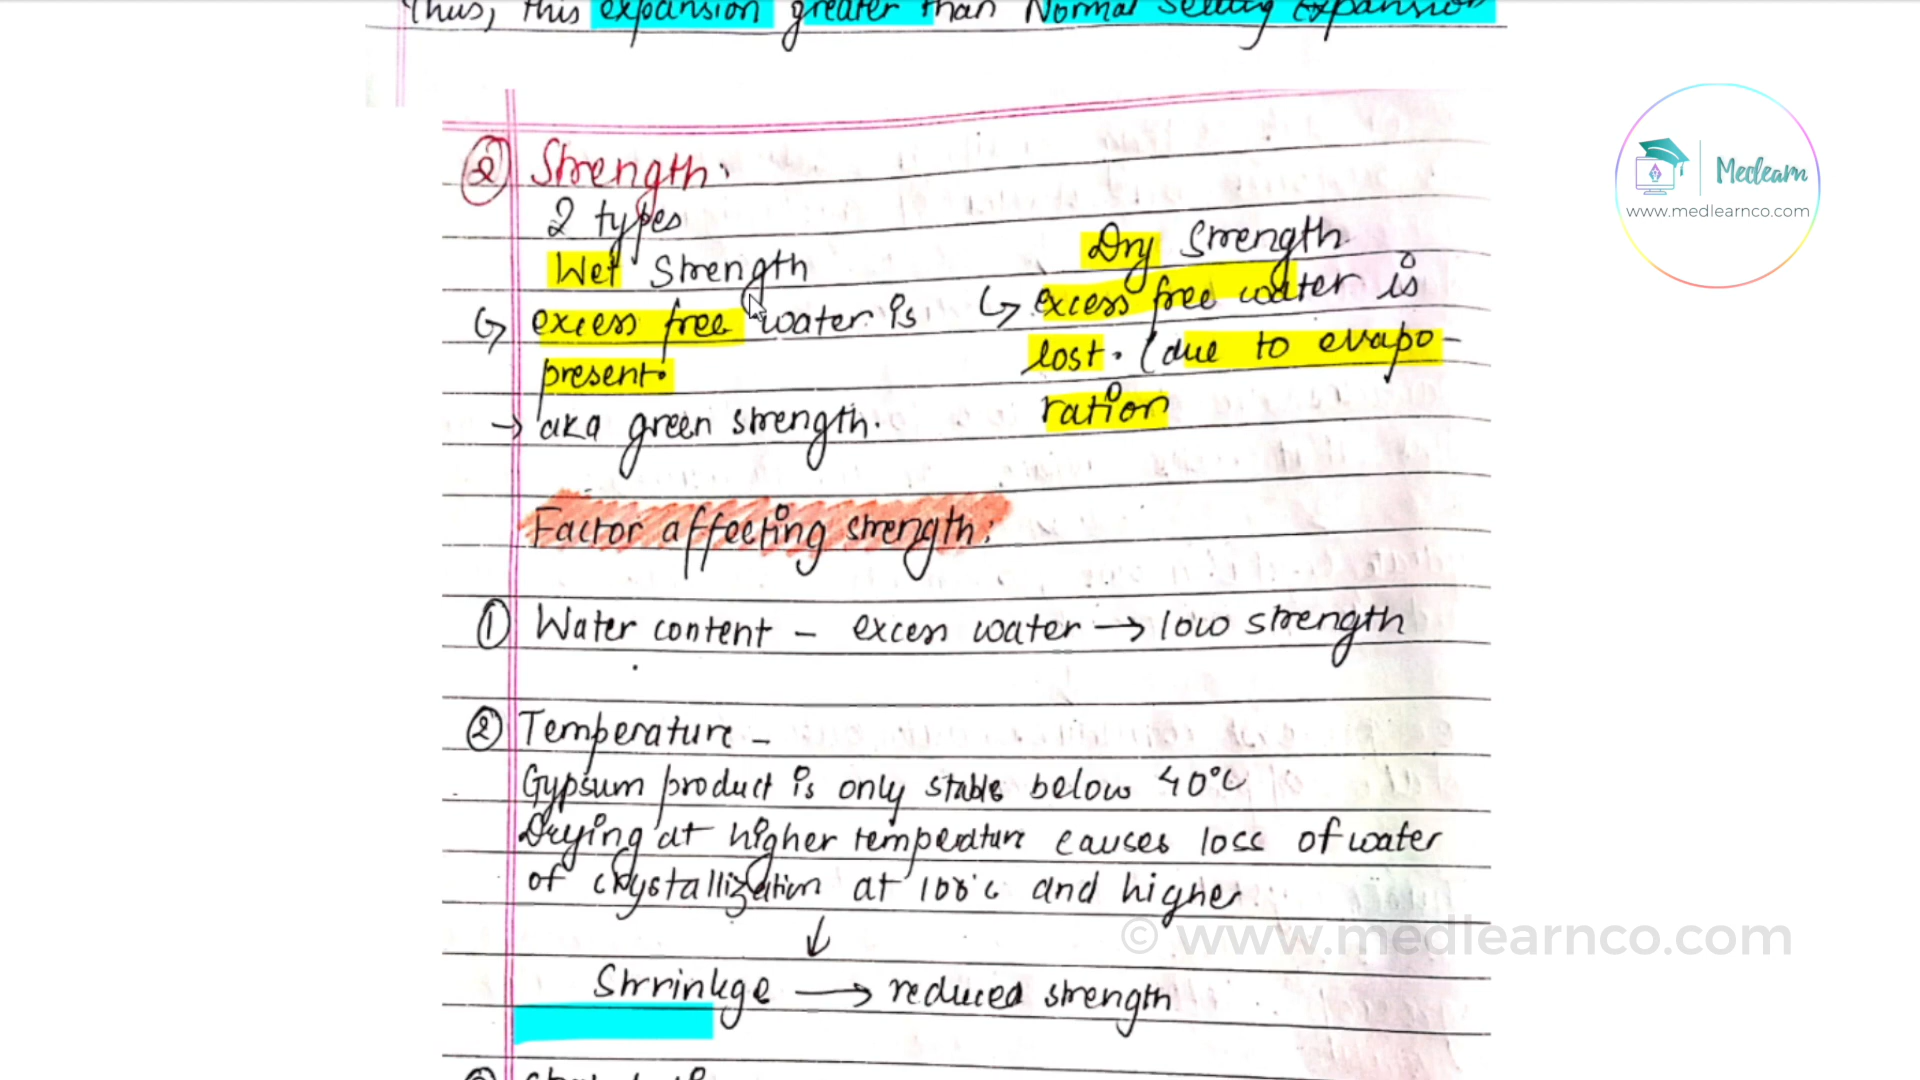 Thus, this expansion greater than Normal Setting Expansion
② Strength.
2 types
Wet Strength
↳ excess free water is
present.
→ aka green strength.
Dry Strength
↳ excess free water is
lost. (due to evapo-
ration
Factor affecting strength:
① Water content - excess water → low strength
② Temperature -
Gypsum product is only stable below 40°C
Drying at higher temperature causes loss of water
of crystallization at 100°C and higher
↓
Shrrinkge → reduced strength
Medlearn
www.medlearnco.com
© www.medlearnco.com